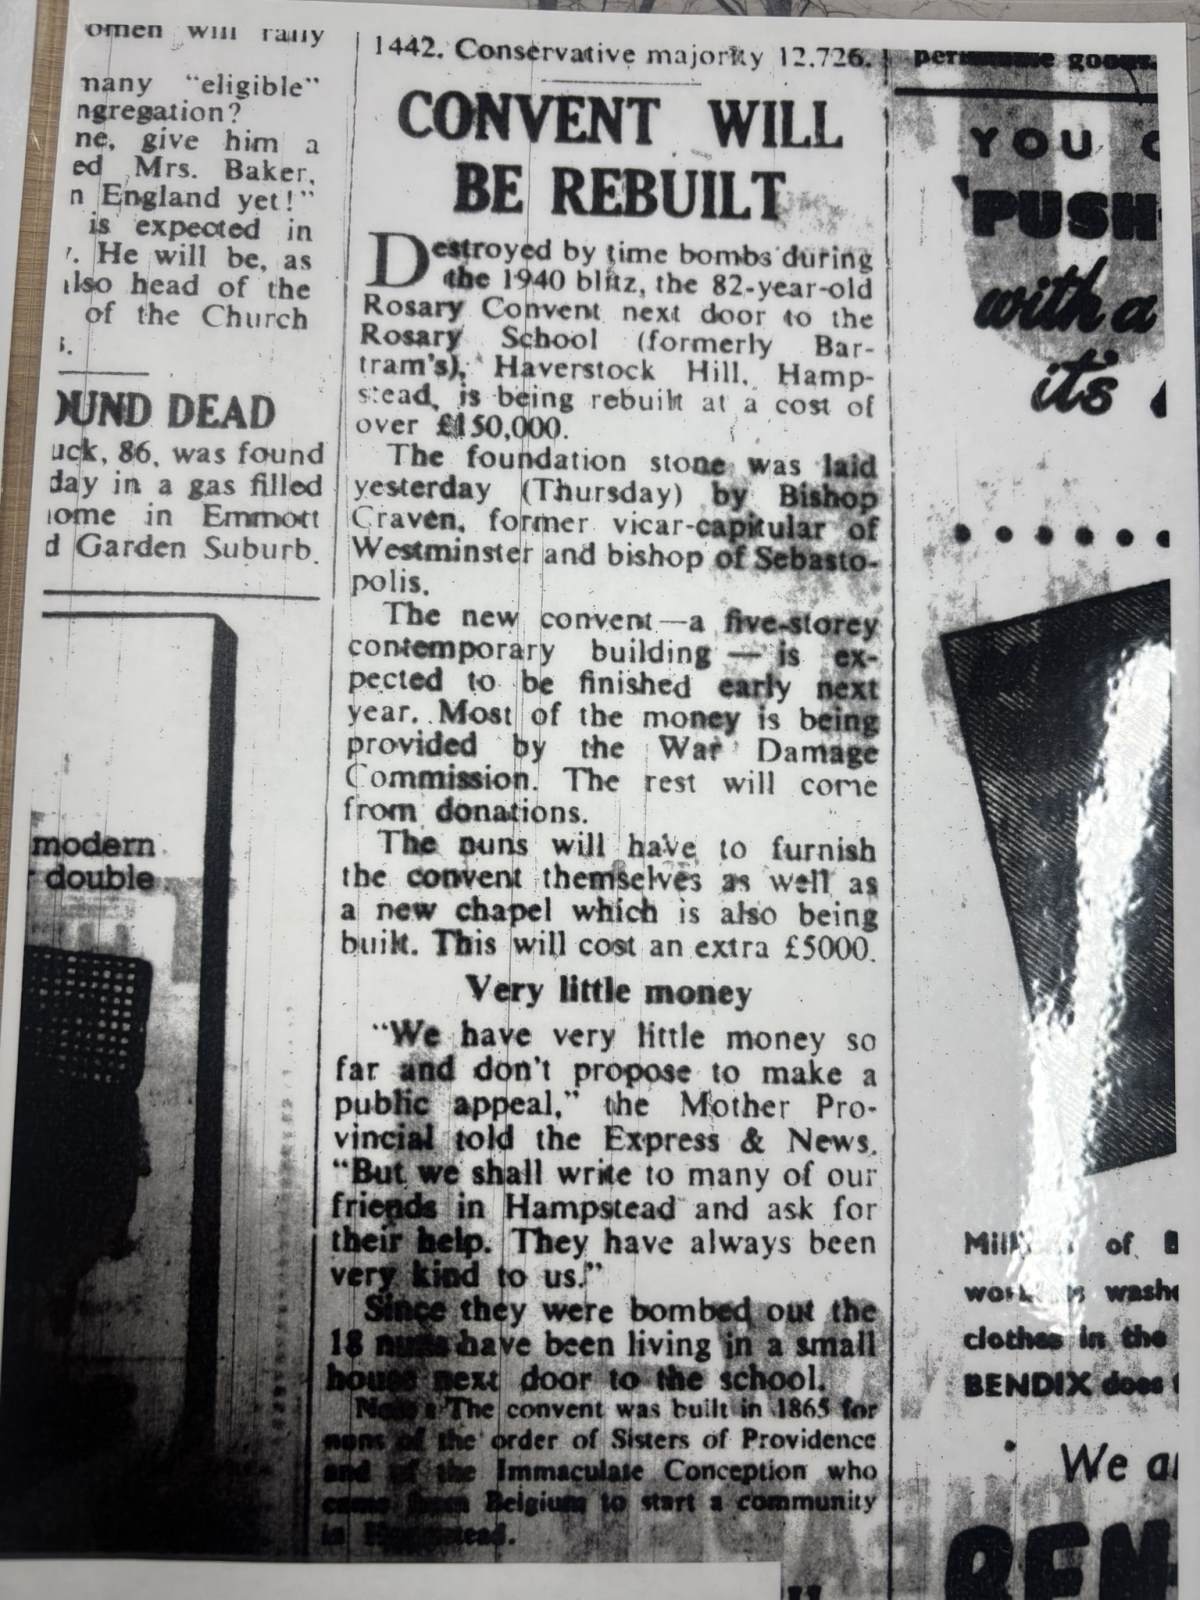 omen will rally
many "eligible"
ngregation?
ne, give him a
ed Mrs. Baker,
n England yet!"
is expected in
. He will be, as
also head of the
of the Church
s.
OUND DEAD
uck, 86, was found
day in a gas filled
ome in Emmott
d Garden Suburb.
modern
double
1442. Conservative majority 12,726.
CONVENT WILL
BE REBUILT
Destroyed by time bombs during
the 1940 blitz, the 82-year-old
Rosary Convent next door to the
Rosary School (formerly Bar-
tram's), Haverstock Hill, Hamp-
stead, is being rebuilt at a cost of
over £150,000.
The foundation stone was laid
yesterday (Thursday) by Bishop
Craven, former vicar-capitular of
Westminster and bishop of Sebasto-
polis.
The new convent—a five-storey
contemporary building — is ex-
pected to be finished early next
year. Most of the money is being
provided by the War Damage
Commission. The rest will come
from donations.
The nuns will have to furnish
the convent themselves as well as
a new chapel which is also being
built. This will cost an extra £5000.
Very little money
"We have very little money so
far and don't propose to make a
public appeal," the Mother Pro-
vincial told the Express & News.
"But we shall write to many of our
friends in Hampstead and ask for
their help. They have always been
very kind to us."
Since they were bombed out the
18 nuns have been living in a small
house next door to the school.
Note: The convent was built in 1865 for
nuns of the order of Sisters of Providence
and of the Immaculate Conception who
came from Belgium to start a community
in Hampstead.
permanente goods.
YOU
'PUSH
with a
it's
Millions of
workless washe
clothes in the
BENDIX does
We a
BEN